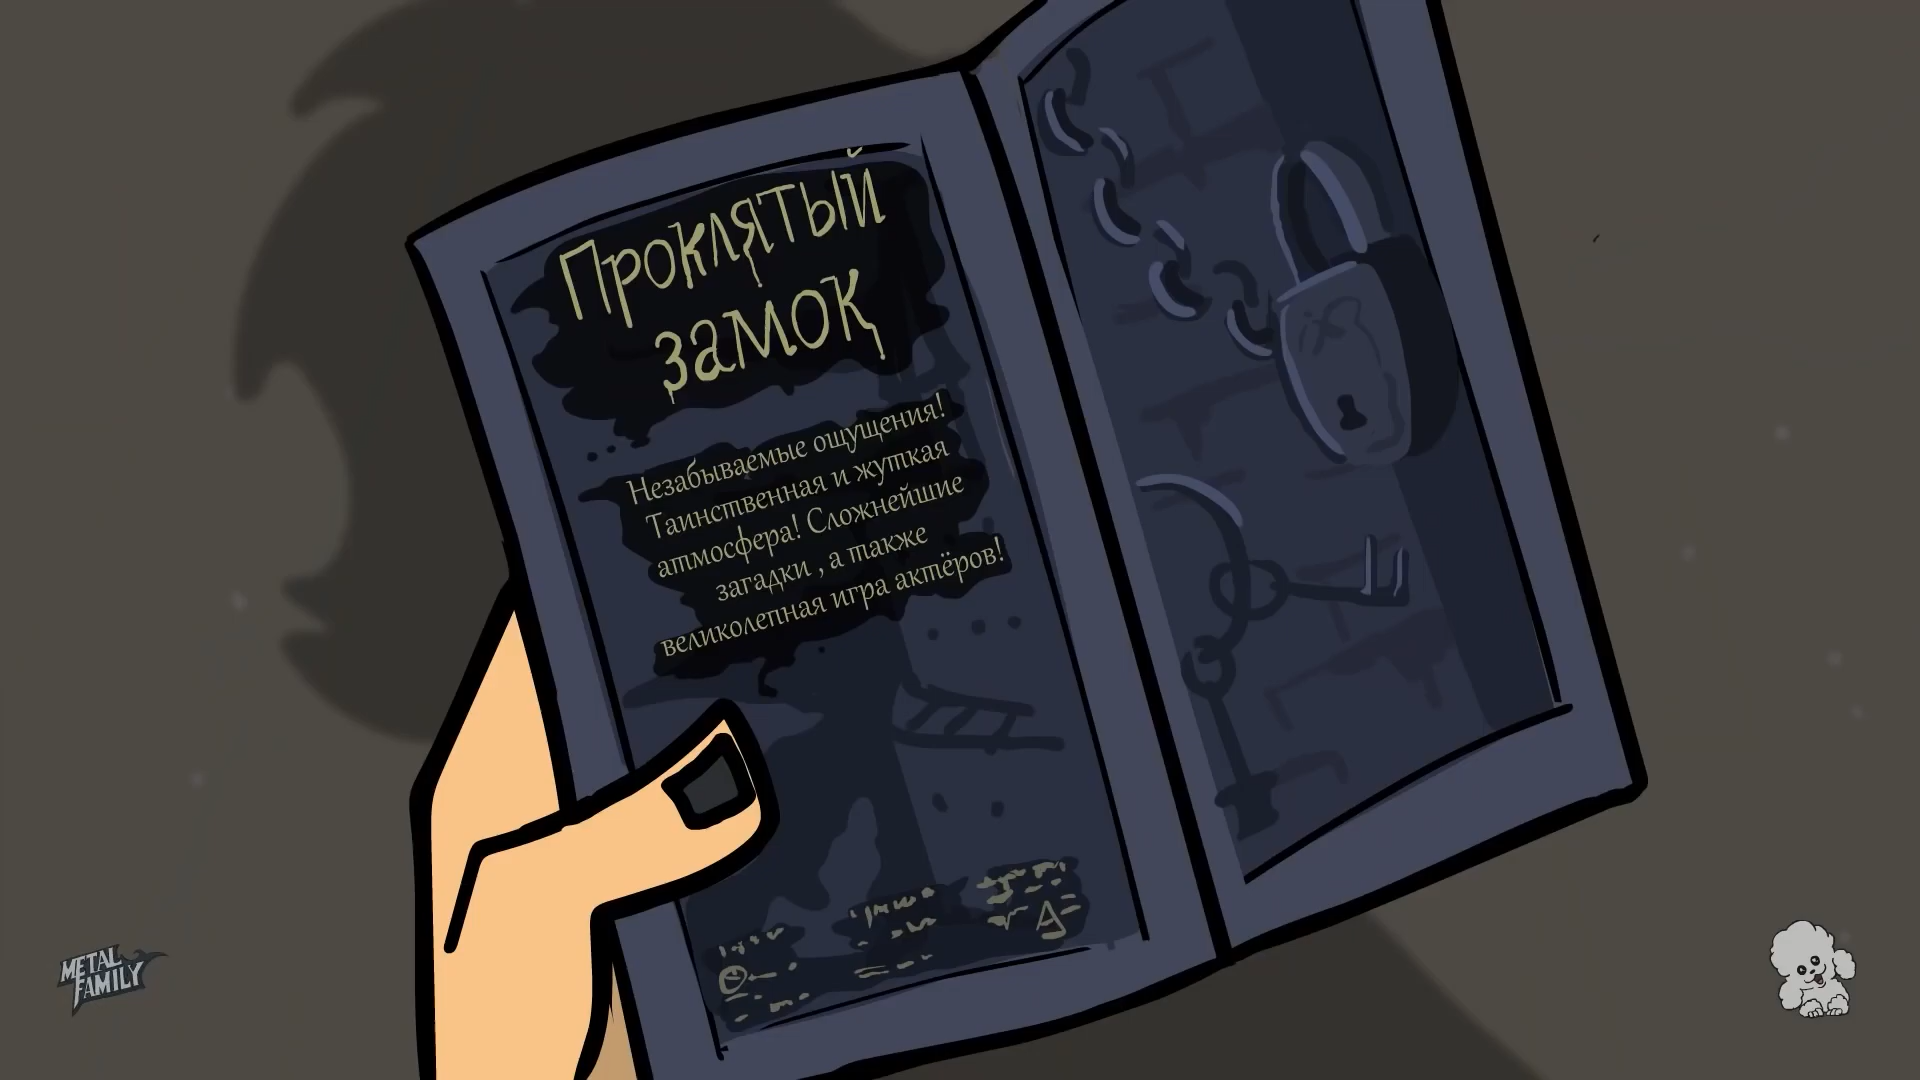 Проклятый
замок
Незабываемые ощущения!
Таинственная и жуткая
атмосфера! Сложнейшие
загадки , а также
великолепная игра актёров!
METAL
FAMILY